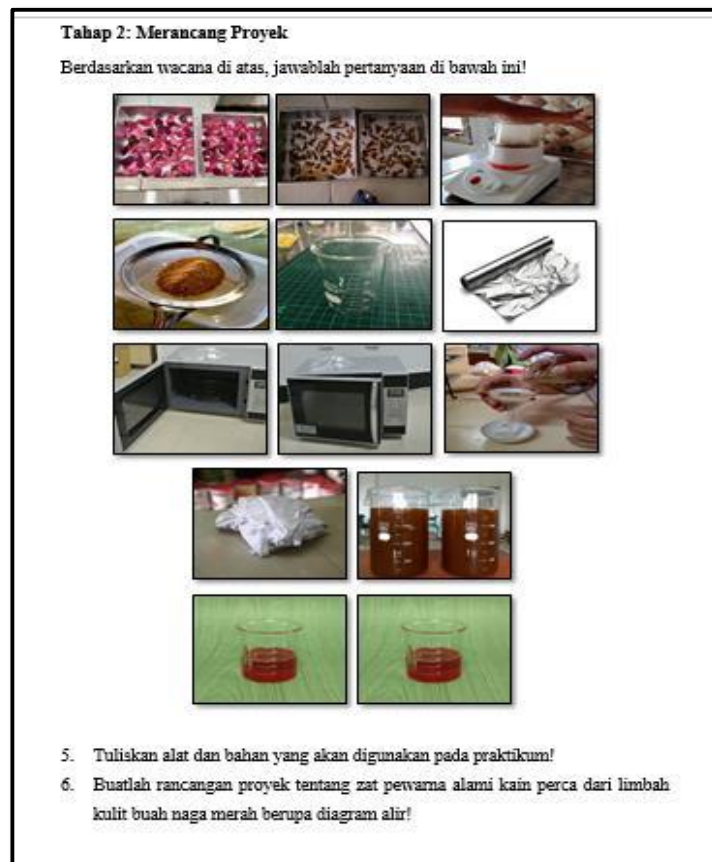 Tahap 2: Merancang Proyek
Berdasarkan wacana di atas, jawablah pertanyaan di bawah ini!
5. Tuliskan alat dan bahan yang akan digunakan pada praktikum!
6. Buatlah rancangan proyek tentang zat pewarna alami kain perca dari limbah
kulit buah naga merah berupa diagram alir!